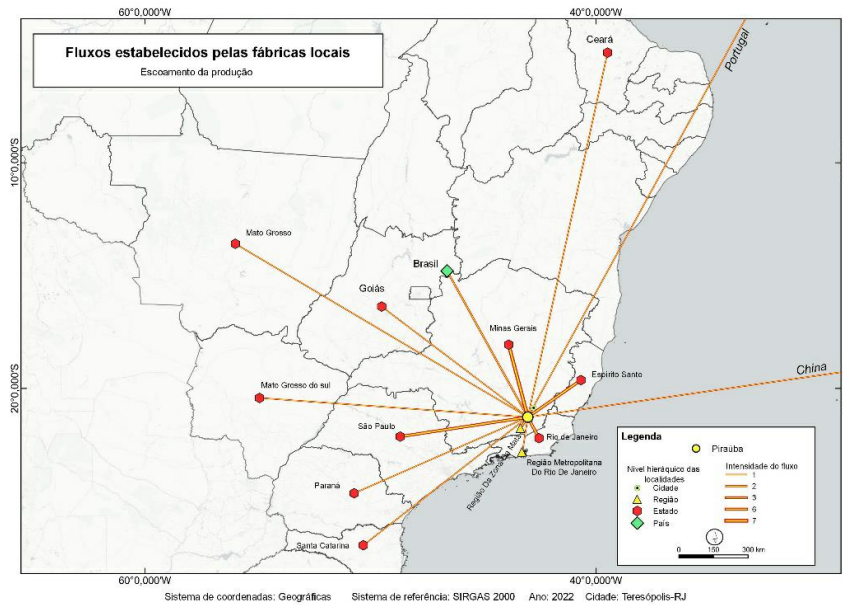 60°0,000"W
40°0,000"W
Fluxos estabelecidos pelas fábricas locais
Escoamento da produção
Ceará
Portugal
10°0,000"S
Mato Grosso
Brasil
Goiás
Minas Gerais
Espírito Santo
China
20°0,000"S
Mato Grosso do sul
São Paulo
Rio de Janeiro
Região Da Zona Da Mata
Região Metropolitana
Do Rio De Janeiro
Paraná
Santa Catarina
Legenda
Piraúba
Nível hieráquico das
localidades
Cidade
Região
Estado
País
Intensidade do fluxo
1
2
3
6
7
0 150 300 km
60°0,000"W
40°0,000"W
Sistema de coordenadas: Geográficas Sistema de referência: SIRGAS 2000 Ano: 2022 Cidade: Teresópolis-RJ